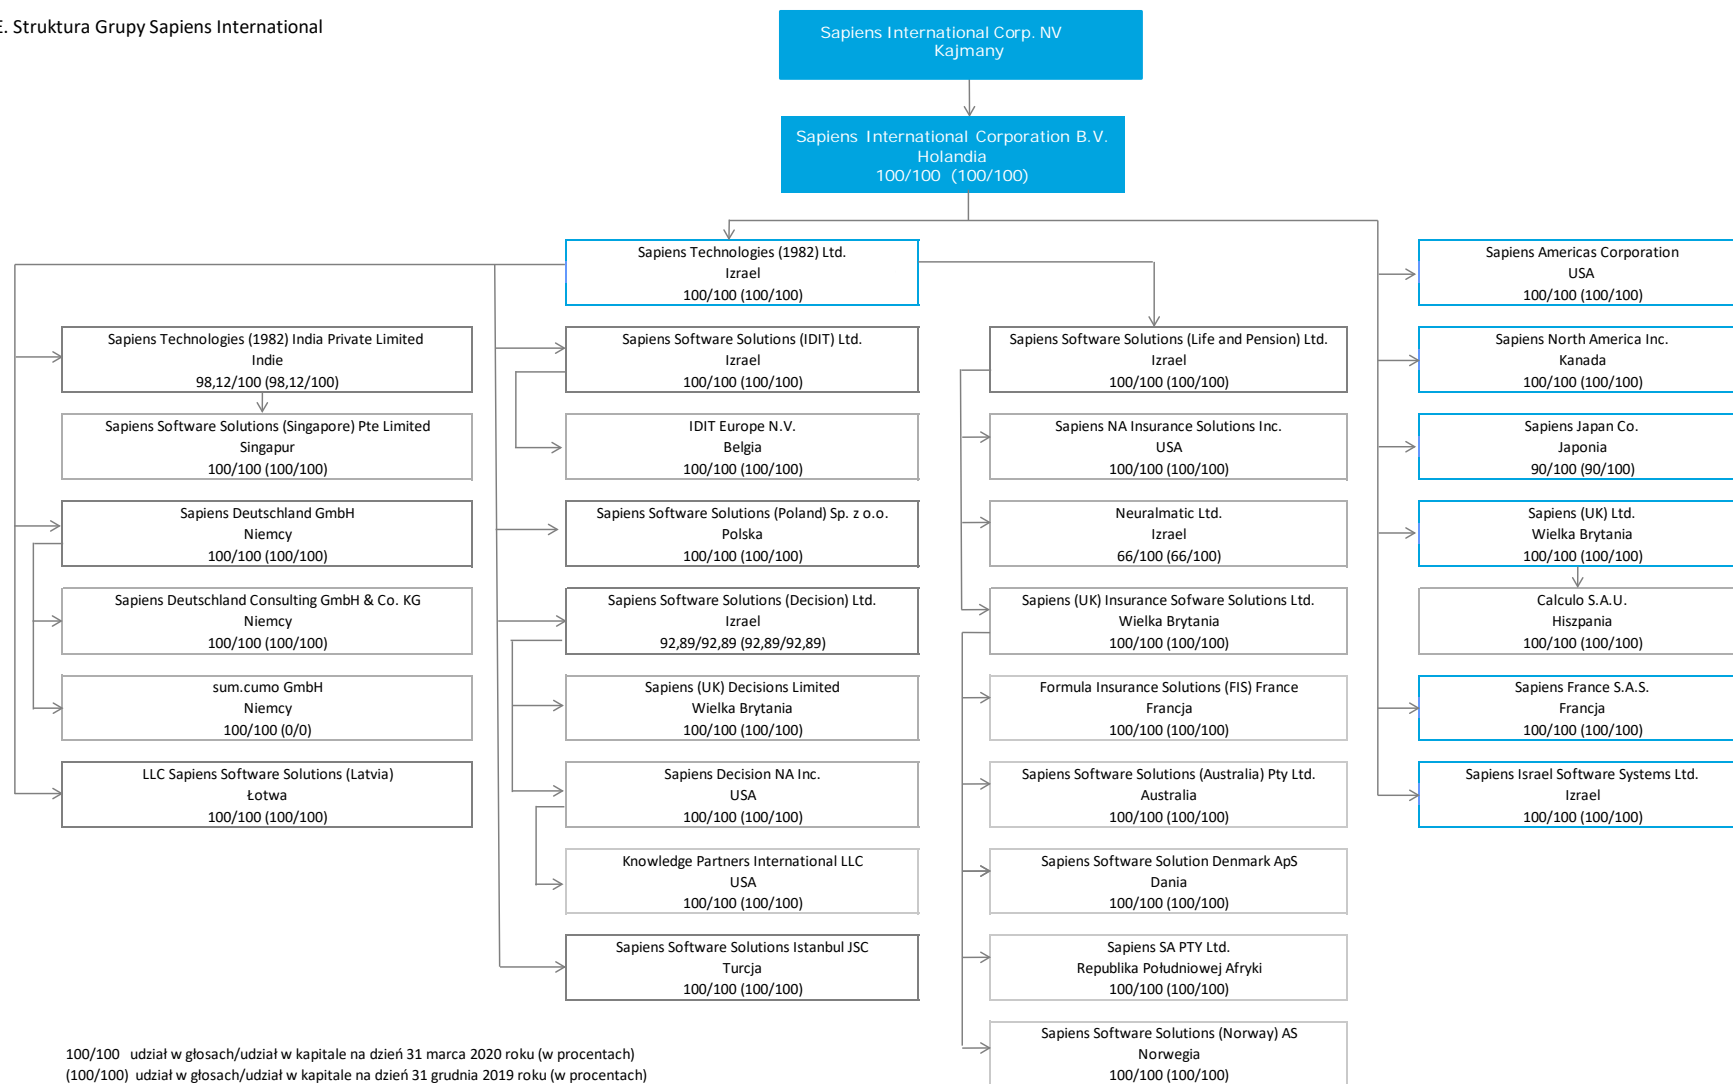 E. Struktura Grupy Sapiens International
Sapiens International Corp. NV
Kajmany
Sapiens International Corporation B.V.
Holandia
100/100 (100/100)
Sapiens Technologies (1982) Ltd.
Izrael
100/100 (100/100)
Sapiens Americas Corporation
USA
100/100 (100/100)
Sapiens Technologies (1982) India Private Limited
Indie
98,12/100 (98,12/100)
Sapiens Software Solutions (IDIT) Ltd.
Izrael
100/100 (100/100)
Sapiens Software Solutions (Life and Pension) Ltd.
Izrael
100/100 (100/100)
Sapiens North America Inc.
Kanada
100/100 (100/100)
Sapiens Software Solutions (Singapore) Pte Limited
Singapur
100/100 (100/100)
IDIT Europe N.V.
Belgia
100/100 (100/100)
Sapiens NA Insurance Solutions Inc.
USA
100/100 (100/100)
Sapiens Japan Co.
Japonia
90/100 (90/100)
Sapiens Deutschland GmbH
Niemcy
100/100 (100/100)
Sapiens Software Solutions (Poland) Sp. z o.o.
Polska
100/100 (100/100)
Neuralmatic Ltd.
Izrael
66/100 (66/100)
Sapiens (UK) Ltd.
Wielka Brytania
100/100 (100/100)
Sapiens Deutschland Consulting GmbH & Co. KG
Niemcy
100/100 (100/100)
Sapiens Software Solutions (Decision) Ltd.
Izrael
92,89/92,89 (92,89/92,89)
Sapiens (UK) Insurance Sofware Solutions Ltd.
Wielka Brytania
100/100 (100/100)
Calculo S.A.U.
Hiszpania
100/100 (100/100)
sum.cumo GmbH
Niemcy
100/100 (0/0)
Sapiens (UK) Decisions Limited
Wielka Brytania
100/100 (100/100)
Formula Insurance Solutions (FIS) France
Francja
100/100 (100/100)
Sapiens France S.A.S.
Francja
100/100 (100/100)
LLC Sapiens Software Solutions (Latvia)
Łotwa
100/100 (100/100)
Sapiens Decision NA Inc.
USA
100/100 (100/100)
Sapiens Software Solutions (Australia) Pty Ltd.
Australia
100/100 (100/100)
Sapiens Israel Software Systems Ltd.
Izrael
100/100 (100/100)
Knowledge Partners International LLC
USA
100/100 (100/100)
Sapiens Software Solution Denmark ApS
Dania
100/100 (100/100)
Sapiens Software Solutions Istanbul JSC
Turcja
100/100 (100/100)
Sapiens SA PTY Ltd.
Republika Południowej Afryki
100/100 (100/100)
Sapiens Software Solutions (Norway) AS
Norwegia
100/100 (100/100)
100/100 udział w głosach/udział w kapitale na dzień 31 marca 2020 roku (w procentach)
(100/100) udział w głosach/udział w kapitale na dzień 31 grudnia 2019 roku (w procentach)